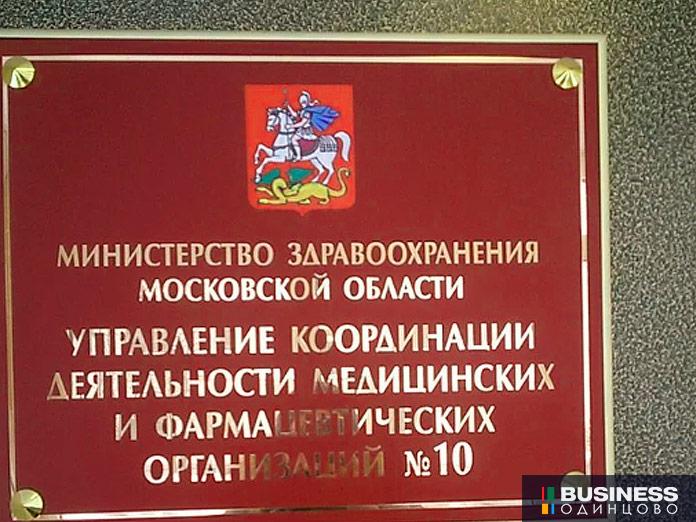 МИНИСТЕРСТВО ЗДРАВООХРАНЕНИЯ
МОСКОВСКОЙ ОБЛАСТИ
УПРАВЛЕНИЕ КООРДИНАЦИИ
ДЕЯТЕЛЬНОСТИ МЕДИЦИНСКИХ
И ФАРМАЦЕВТИЧЕСКИХ
ОРГАНИЗАЦИЙ №10
BUSINESS
ОДИНЦОВО